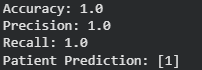 Accuracy: 1.0
Precision: 1.0
Recall: 1.0
Patient Prediction: [1]